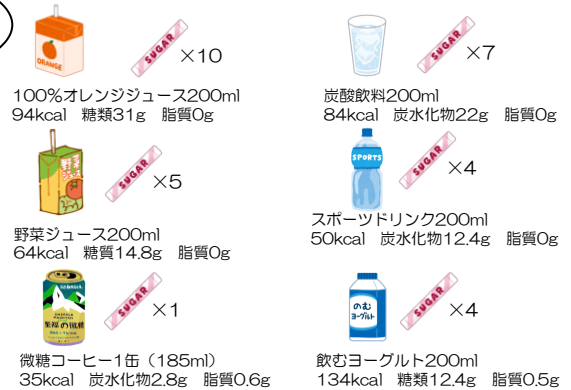 ORANGE
SUGAR
×10
100%オレンジジュース200ml
94kcal 糖類31g 脂質0g
SUGAR
×7
炭酸飲料200ml
84kcal 炭水化物22g 脂質0g
SUGAR
×5
野菜ジュース200ml
64kcal 糖質14.8g 脂質0g
SPORTS
SUGAR
×4
スポーツドリンク200ml
50kcal 炭水化物12.4g 脂質0g
至福の微糖
SUGAR
×1
微糖コーヒー1缶（185ml）
35kcal 炭水化物2.8g 脂質0.6g
のむ
ヨーグルト
SUGAR
×4
飲むヨーグルト200ml
134kcal 糖類12.4g 脂質0.5g